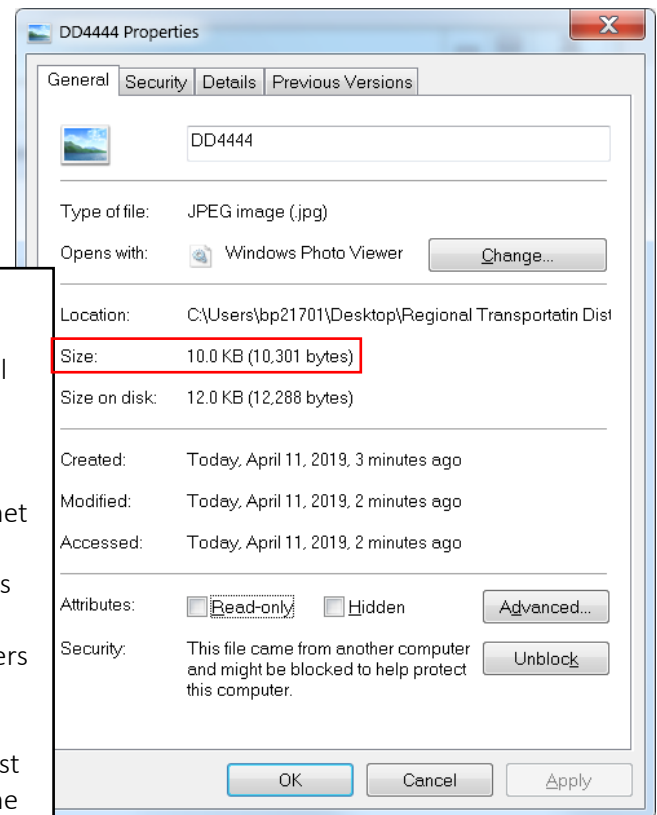 DD4444 Properties
X
General Security Details Previous Versions
DD4444
Type of file: JPEG image (.jpg)
Opens with: Windows Photo Viewer Change...
Location: C:\Users\bp21701\Desktop\Regional Transportatin Dist
Size: 10.0 KB (10,301 bytes)
Size on disk: 12.0 KB (12,288 bytes)
Created: Today, April 11, 2019, 3 minutes ago
Modified: Today, April 11, 2019, 2 minutes ago
Accessed: Today, April 11, 2019, 2 minutes ago
Attributes: Read-only Hidden Advanced...
Security: This file came from another computer
and might be blocked to help protect
this computer.
Unblock
OK Cancel Apply